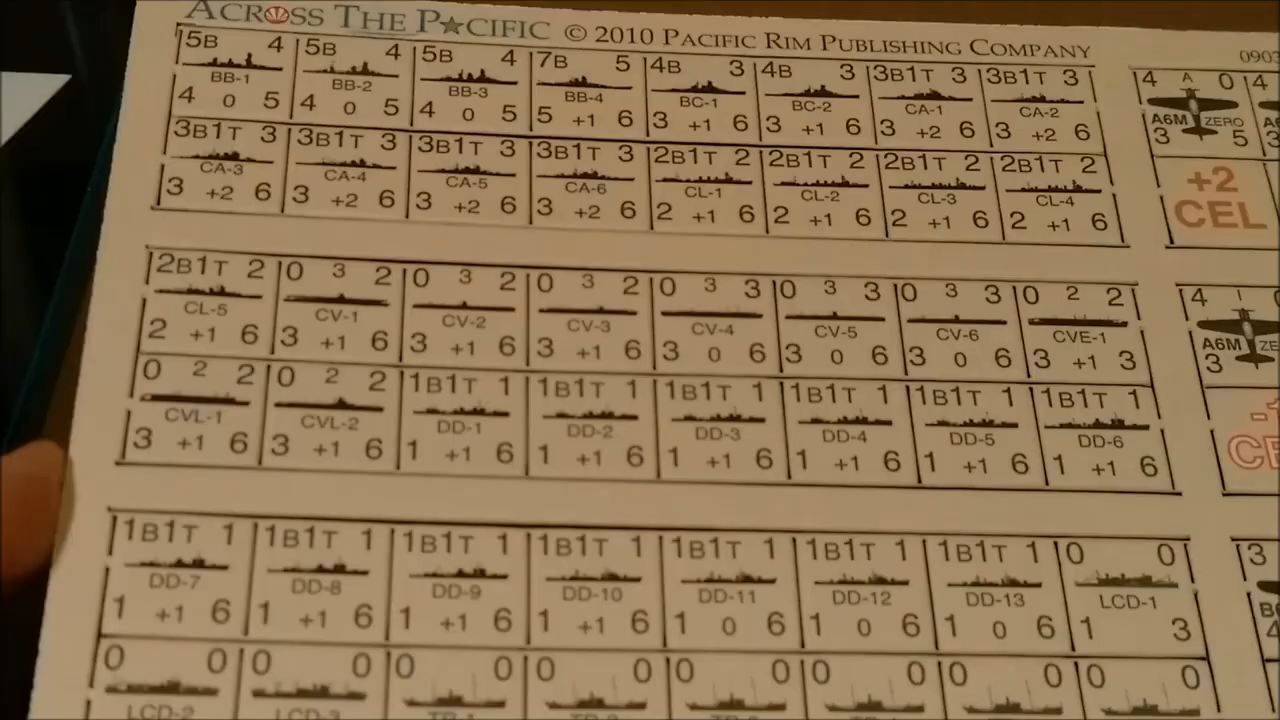 ACROSS THE PACIFIC © 2010 PACIFIC RIM PUBLISHING COMPANY 0903
5B 4 5B 4 5B 4 7B 5 4B 3 4B 3 3B1T 3 3B1T 3 4 A 0 4
BB-1 BB-2 BB-3 BB-4 BC-1 BC-2 CA-1 CA-2 A6M ZERO
4 0 5 4 0 5 4 0 5 5 +1 6 3 +1 6 3 +1 6 3 +2 6 3 +2 6 3 5
3B1T 3 3B1T 3 3B1T 3 3B1T 3 2B1T 2 2B1T 2 2B1T 2 2B1T 2 +2
CA-3 CA-4 CA-5 CA-6 CL-1 CL-2 CL-3 CL-4 CEL
3 +2 6 3 +2 6 3 +2 6 3 +2 6 2 +1 6 2 +1 6 2 +1 6 2 +1 6
2B1T 2 0 3 2 0 3 2 0 3 2 0 3 3 0 3 3 0 3 3 0 2 2 4 I
CL-5 CV-1 CV-2 CV-3 CV-4 CV-5 CV-6 CVE-1 A6M ZE
2 +1 6 3 +1 6 3 +1 6 3 +1 6 3 0 6 3 0 6 3 0 6 3 +1 3 3
0 2 2 0 2 2 1B1T 1 1B1T 1 1B1T 1 1B1T 1 1B1T 1 1B1T 1
CVL-1 CVL-2 DD-1 DD-2 DD-3 DD-4 DD-5 DD-6 CE
3 +1 6 3 +1 6 1 +1 6 1 +1 6 1 +1 6 1 +1 6 1 +1 6 1 +1 6
1B1T 1 1B1T 1 1B1T 1 1B1T 1 1B1T 1 1B1T 1 1B1T 1 0 0 3
DD-7 DD-8 DD-9 DD-10 DD-11 DD-12 DD-13 LCD-1
1 +1 6 1 +1 6 1 +1 6 1 +1 6 1 0 6 1 0 6 1 0 6 1 3 4
0 0 0 0 0 0 0 0 0 0 0 0 0 0 0 0
LCD-2 LCD-3